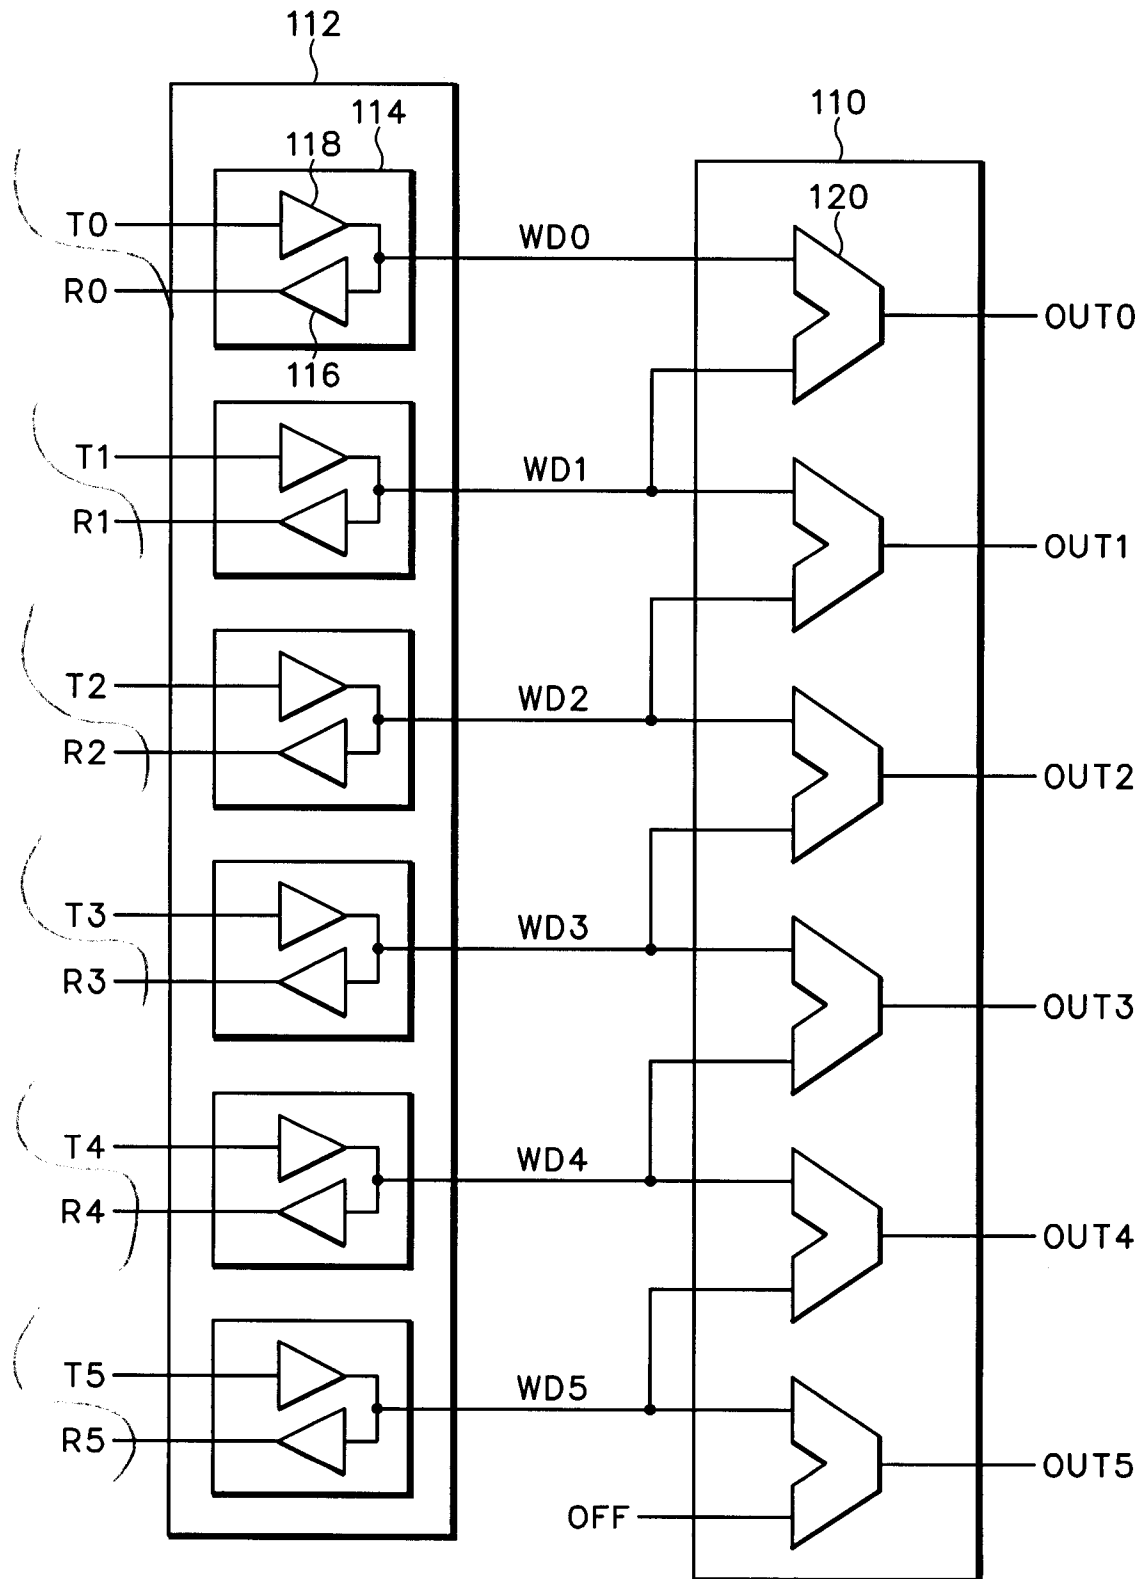 112
110
114
118
120
T0
WD0
R0
OUT0
116
T1
WD1
R1
OUT1
T2
WD2
R2
OUT2
T3
WD3
R3
OUT3
T4
WD4
R4
OUT4
T5
WD5
R5
OUT5
OFF